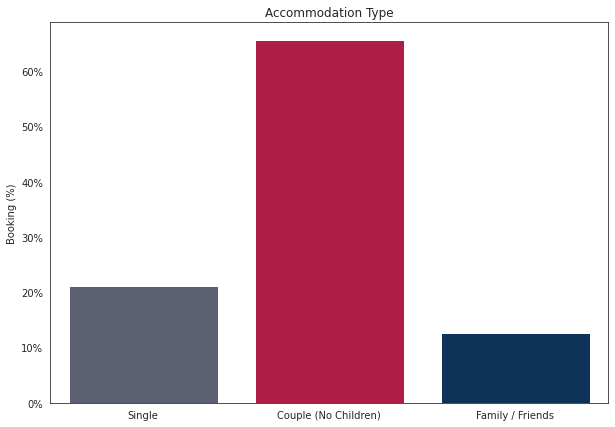 Accommodation Type
Booking (%)
60%
50%
40%
30%
20%
10%
0%
Single
Couple (No Children)
Family / Friends